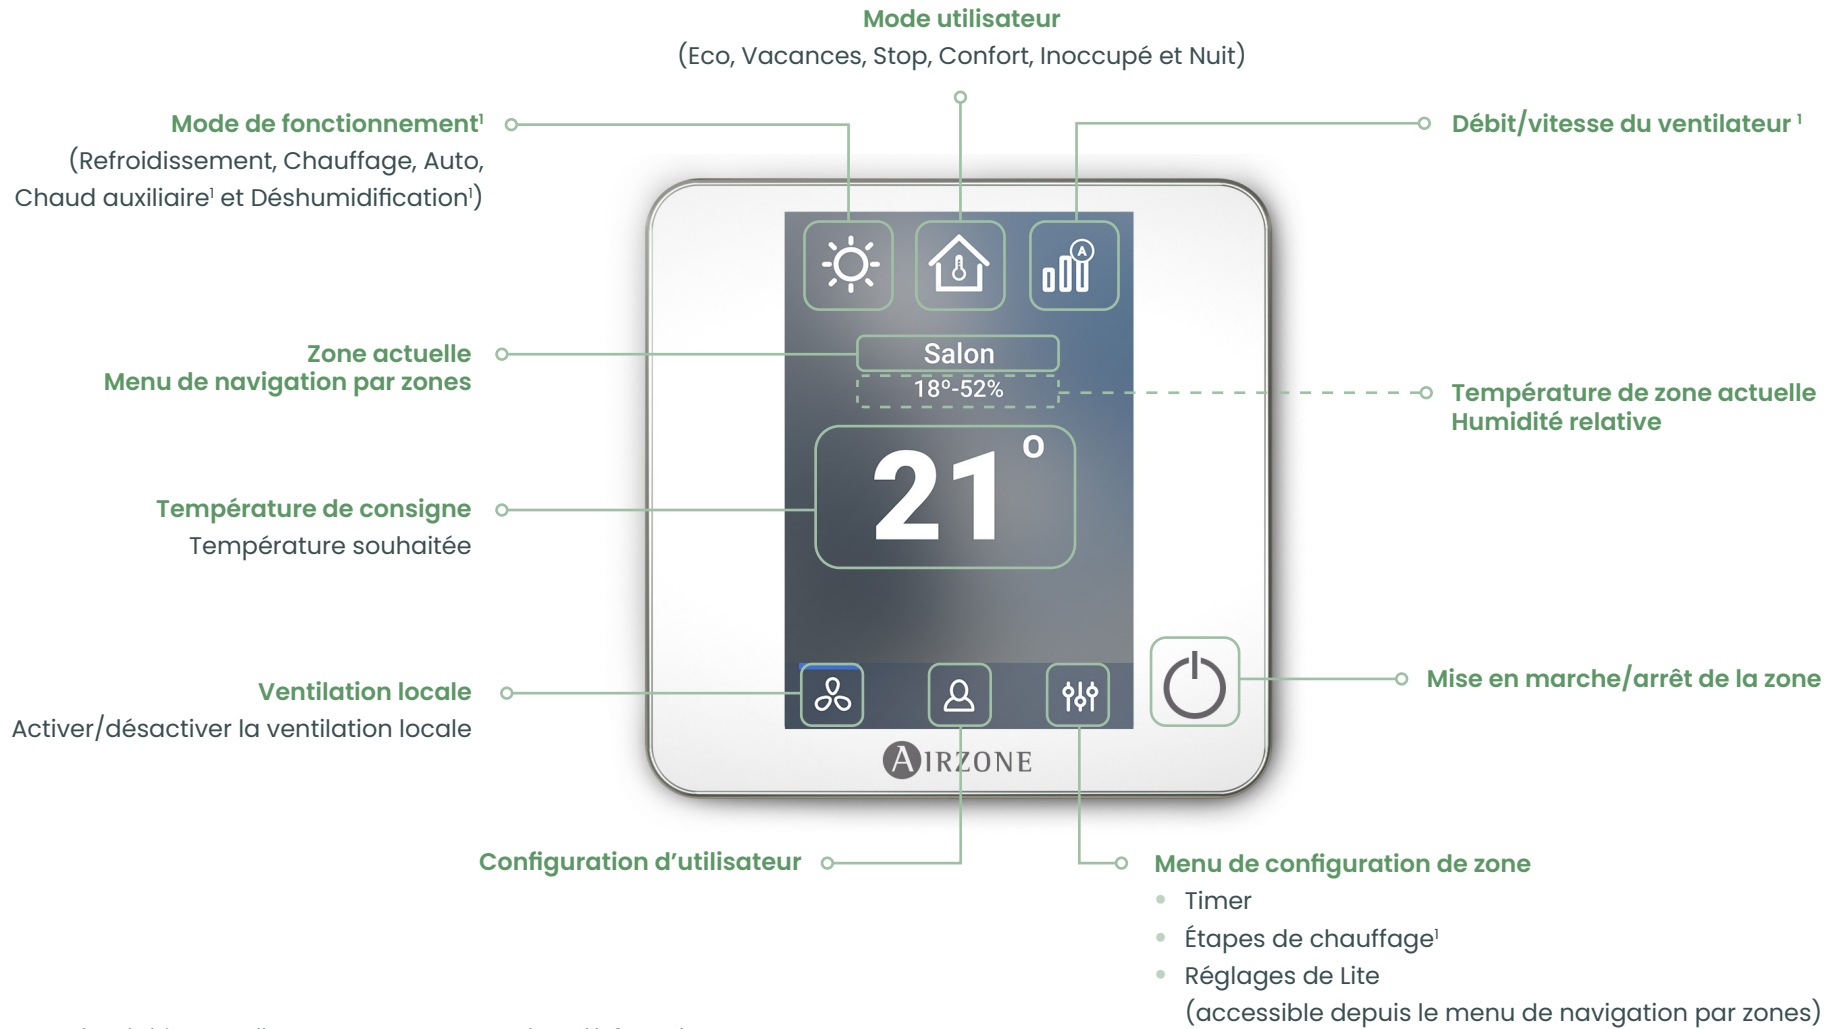 Mode utilisateur
(Eco, Vacances, Stop, Confort, Inoccupé et Nuit)
Mode de fonctionnement¹
(Refroidissement, Chauffage, Auto,
Chaud auxiliaire¹ et Déshumidification¹)
Débit/vitesse du ventilateur ¹
A
Zone actuelle
Menu de navigation par zones
Salon
18º-52%
Température de zone actuelle
Humidité relative
21º
Température de consigne
Température souhaitée
Ventilation locale
Activer/désactiver la ventilation locale
Mise en marche/arrêt de la zone
AIRZONE
Configuration d’utilisateur
Menu de configuration de zone
• Timer
• Étapes de chauffage¹
• Réglages de Lite
(accessible depuis le menu de navigation par zones)